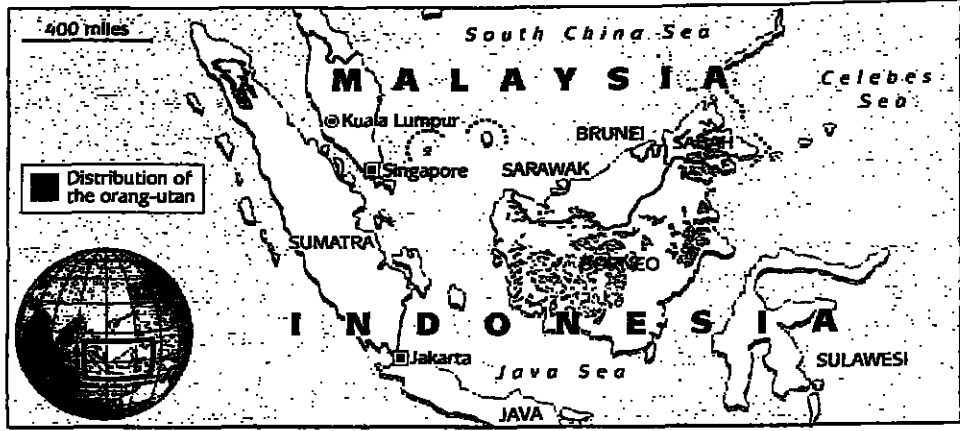 400 miles
South China Sea
MALAYSIA
Celebes
Sea
Kuala Lumpur
BRUNEI
SABAH
SARAWAK
Singapore
Distribution of
the orang-utan
SUMATRA
BORNEO
INDONESIA
Jakarta
Java Sea
SULAWESI
JAVA